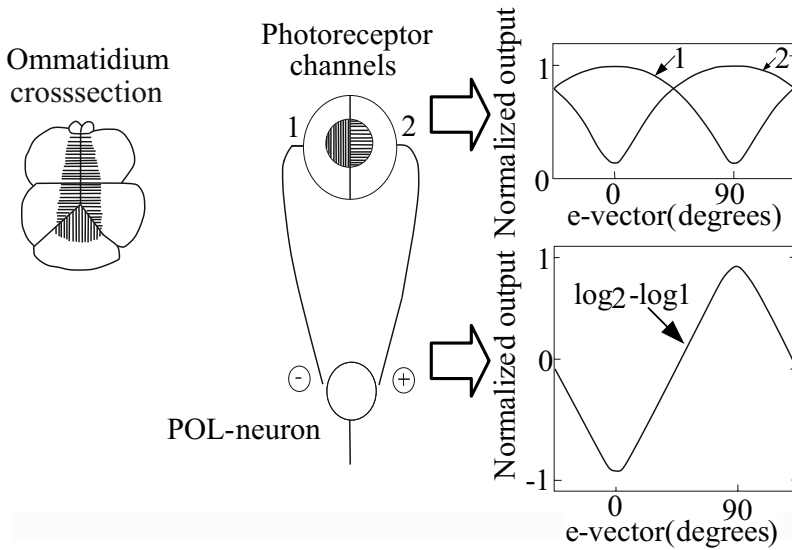 Ommatidium
crosssection
Photoreceptor
channels
1
2
-
+
POL-neuron
Normalized output
1
0
1
2
0
90
e-vector(degrees)
Normalized output
1
0
-1
log2-log1
0
90
e-vector(degrees)